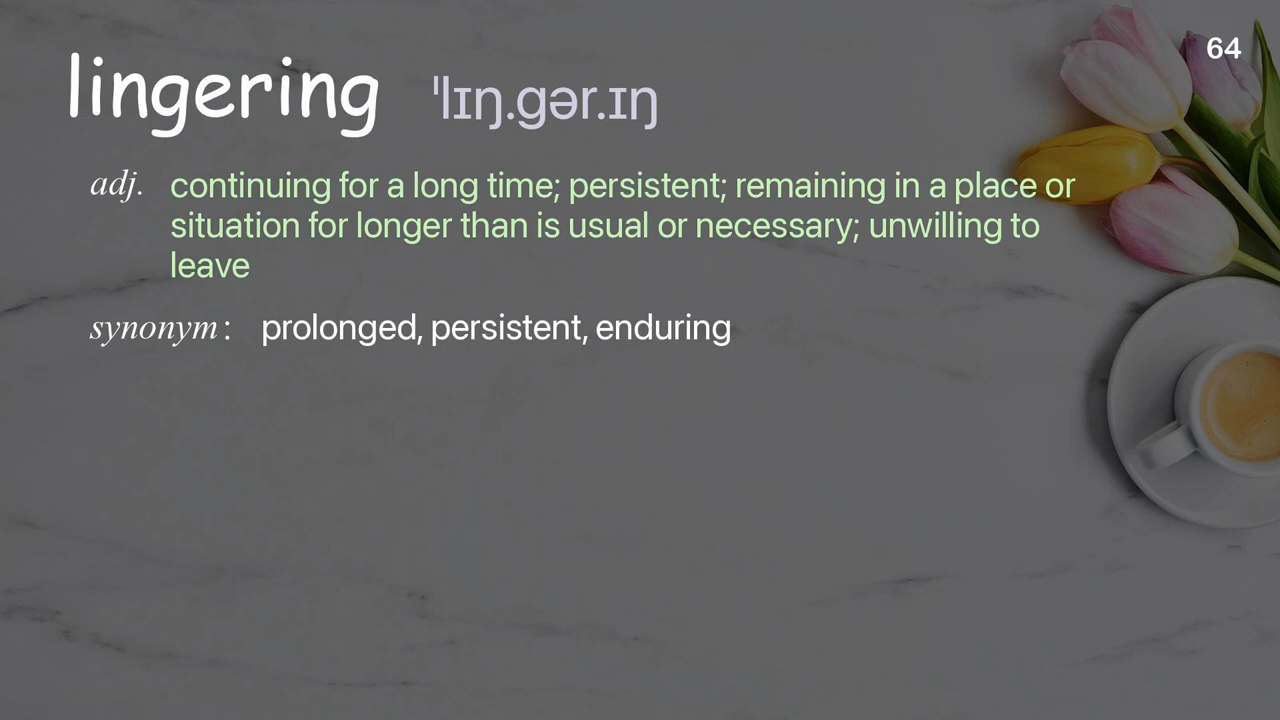 64
lingering ˈlɪŋ.gər.ɪŋ
adj. continuing for a long time; persistent; remaining in a place or
situation for longer than is usual or necessary; unwilling to
leave
synonym: prolonged, persistent, enduring